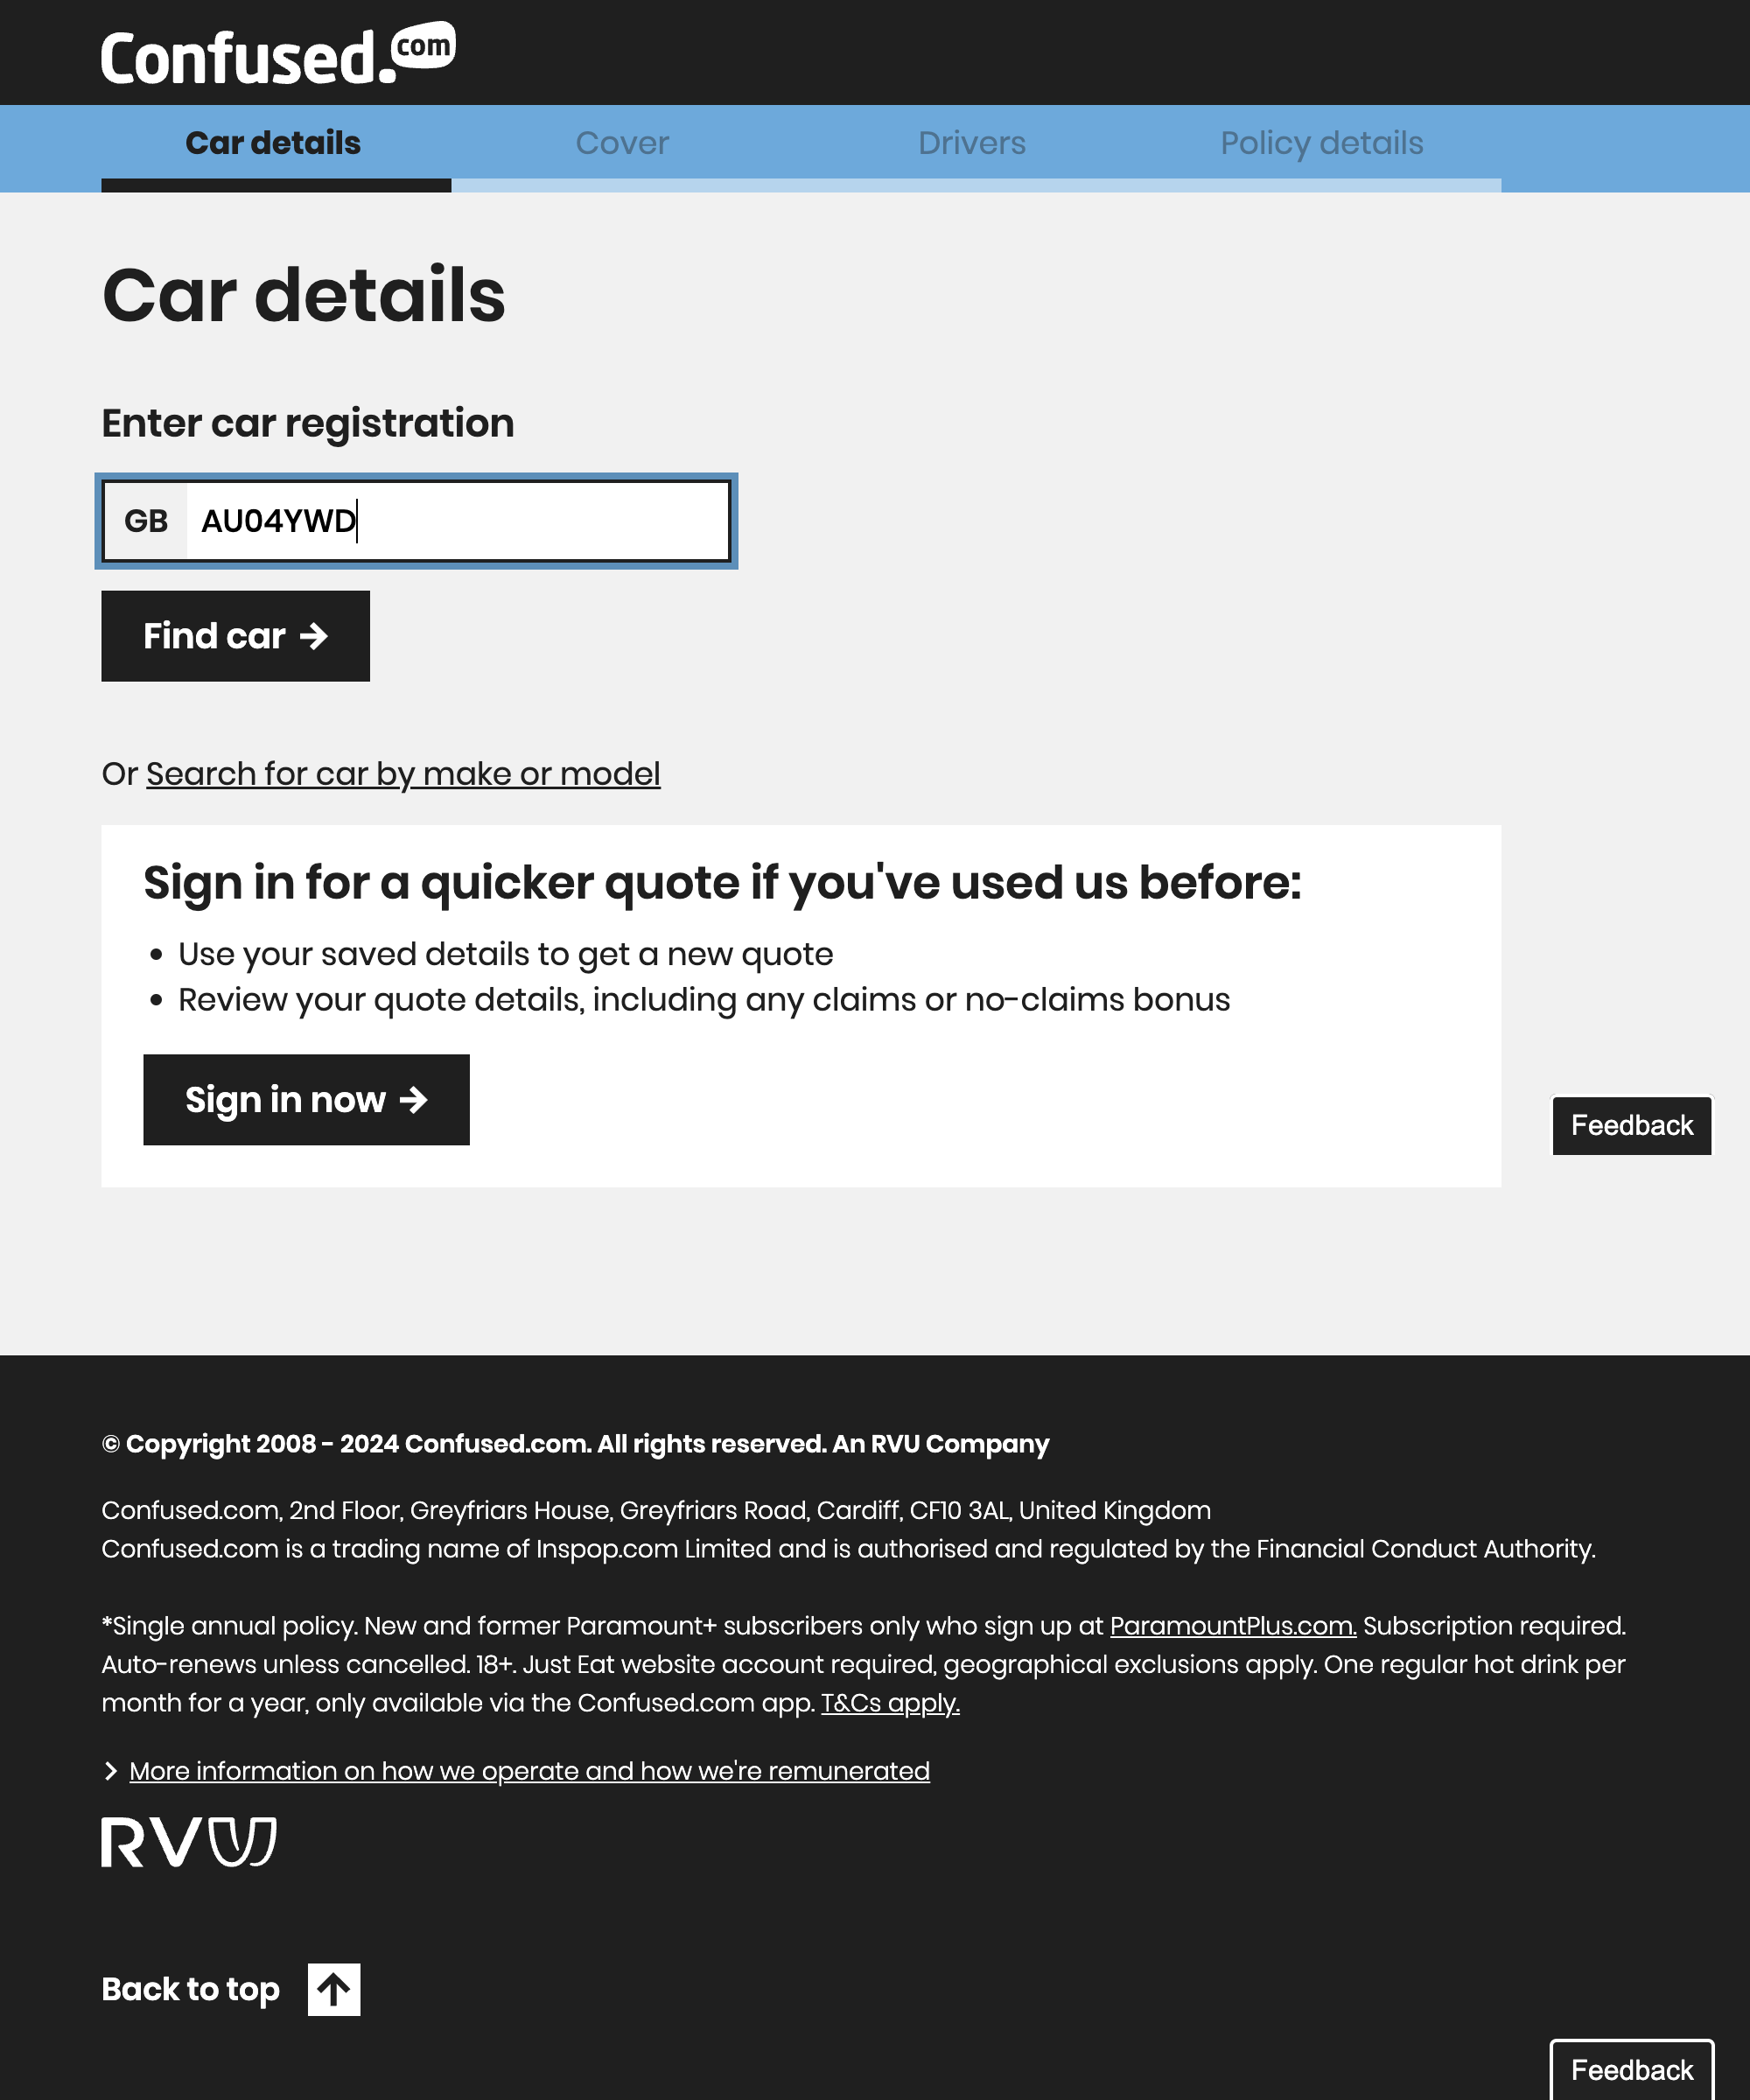 Confused.com
Car details
Cover
Drivers
Policy details
Car details
Enter car registration
GB AU04YWD
Find car →
Or Search for car by make or model
Sign in for a quicker quote if you've used us before:
• Use your saved details to get a new quote
• Review your quote details, including any claims or no-claims bonus
Sign in now →
Feedback
© Copyright 2008 - 2024 Confused.com. All rights reserved. An RVU Company
Confused.com, 2nd Floor, Greyfriars House, Greyfriars Road, Cardiff, CF10 3AL, United Kingdom
Confused.com is a trading name of Inspop.com Limited and is authorised and regulated by the Financial Conduct Authority.
*Single annual policy. New and former Paramount+ subscribers only who sign up at ParamountPlus.com. Subscription required.
Auto-renews unless cancelled. 18+. Just Eat website account required, geographical exclusions apply. One regular hot drink per
month for a year, only available via the Confused.com app. T&Cs apply.
More information on how we operate and how we're remunerated
RVU
Back to top
Feedback